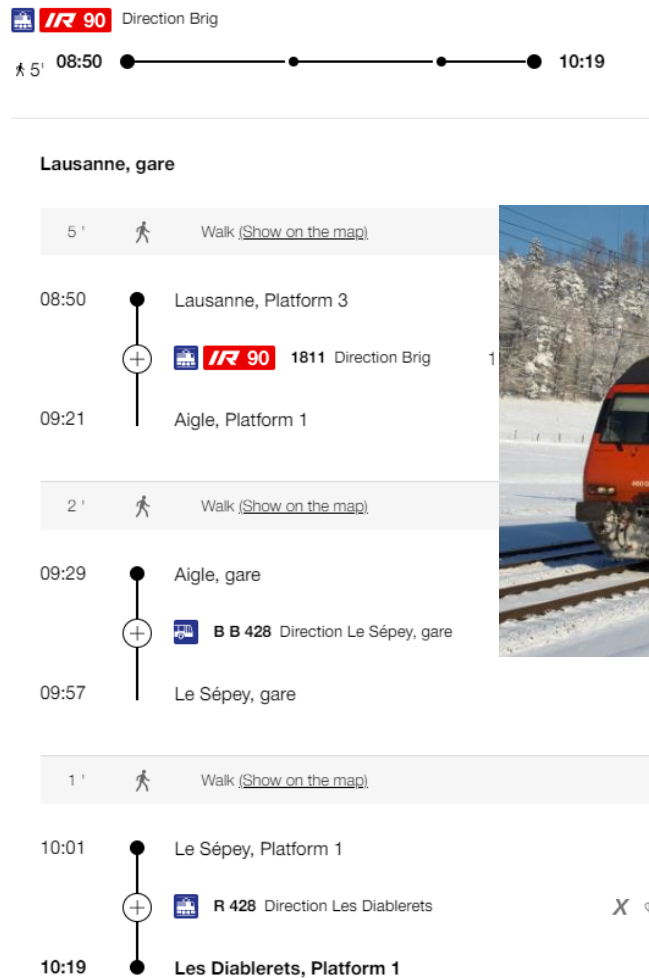 IR 90 Direction Brig
5' 08:50 10:19
Lausanne, gare
5 ' Walk (Show on the map)
08:50 Lausanne, Platform 3
IR 90 1811 Direction Brig 1
09:21 Aigle, Platform 1
2 ' Walk (Show on the map)
09:29 Aigle, gare
B B 428 Direction Le Sépey, gare
09:57 Le Sépey, gare
1 ' Walk (Show on the map)
10:01 Le Sépey, Platform 1
R 428 Direction Les Diablerets X
10:19 Les Diablerets, Platform 1